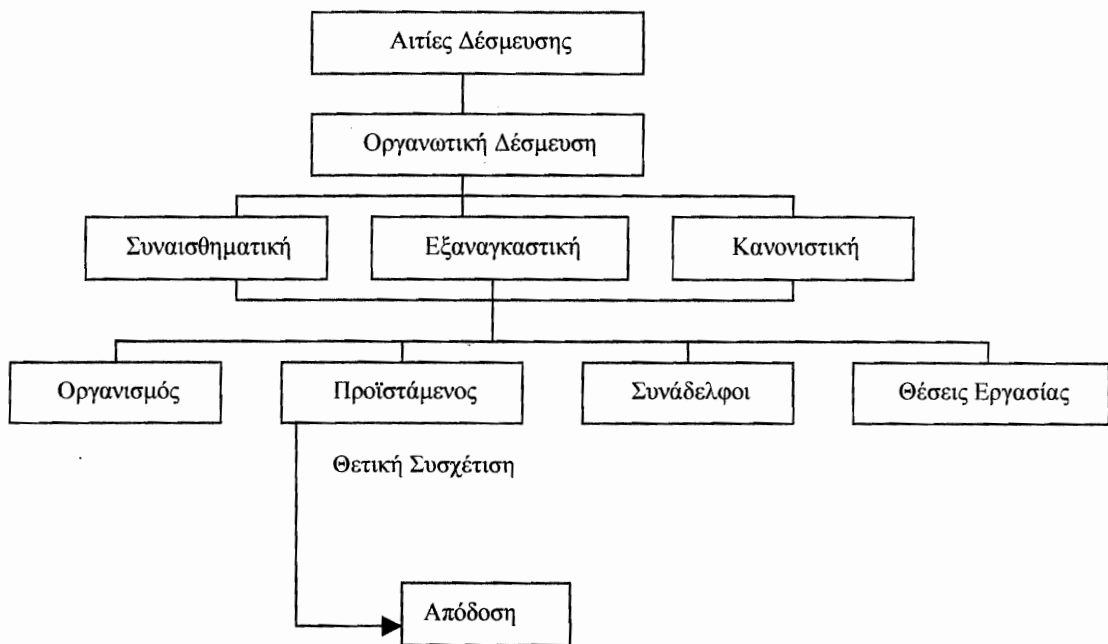 Αιτίες Δέσμευσης
Οργανωτική Δέσμευση
Συναισθηματική
Εξαναγκαστική
Κανονιστική
Οργανισμός
Προϊστάμενος
Συνάδελφοι
Θέσεις Εργασίας
Θετική Συσχέτιση
Απόδοση